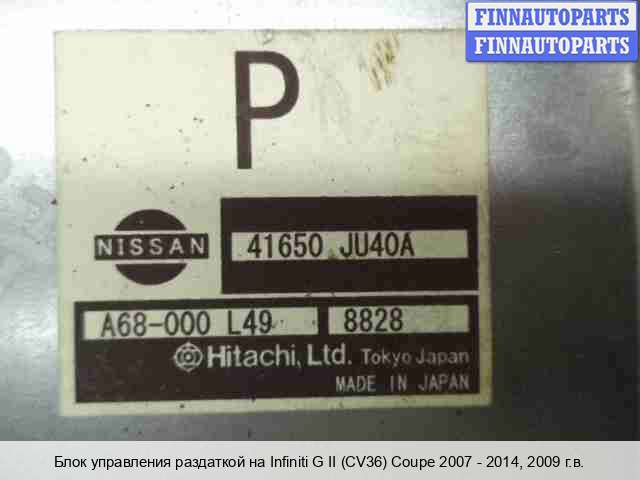 FINNAUTOPARTS
FINNAUTOPARTS
P
NISSAN
41650 JU40A
A68-000 L49
8828
Hitachi, Ltd. Tokyo Japan
MADE IN JAPAN
Блок управления раздаткой на Infiniti G II (CV36) Coupe 2007 - 2014, 2009 г.в.